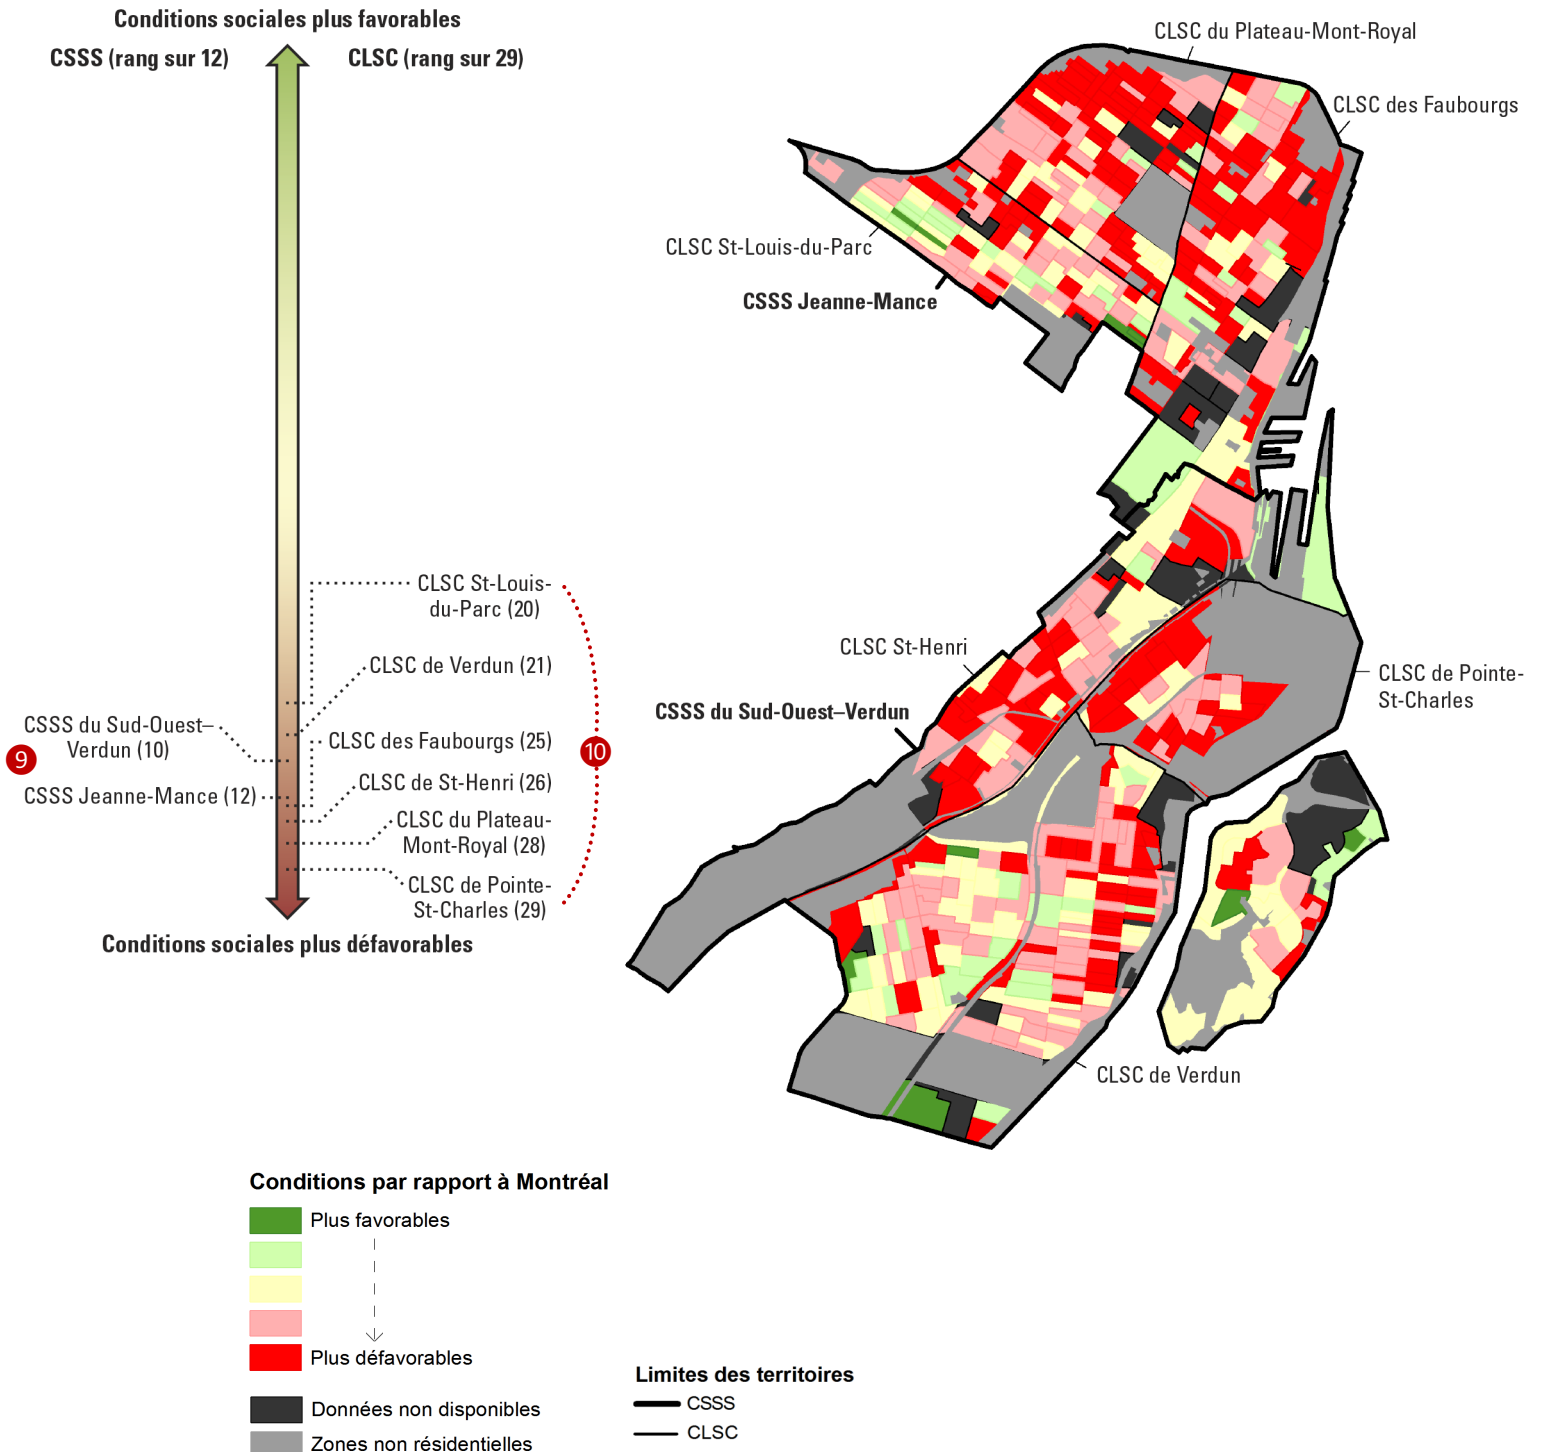 Conditions sociales plus favorables
CSSS (rang sur 12)
CLSC (rang sur 29)
CLSC St-Louis-
du-Parc (20)
CLSC de Verdun (21)
CSSS du Sud-Ouest–
Verdun (10)
9
CLSC des Faubourgs (25)
10
CSSS Jeanne-Mance (12)
CLSC de St-Henri (26)
CLSC du Plateau-
Mont-Royal (28)
CLSC de Pointe-
St-Charles (29)
Conditions sociales plus défavorables
CLSC du Plateau-Mont-Royal
CLSC des Faubourgs
CLSC St-Louis-du-Parc
CSSS Jeanne-Mance
CLSC St-Henri
CSSS du Sud-Ouest–Verdun
CLSC de Pointe-
St-Charles
CLSC de Verdun
Conditions par rapport à Montréal
Plus favorables
Plus défavorables
Données non disponibles
Zones non résidentielles
Limites des territoires
CSSS
CLSC